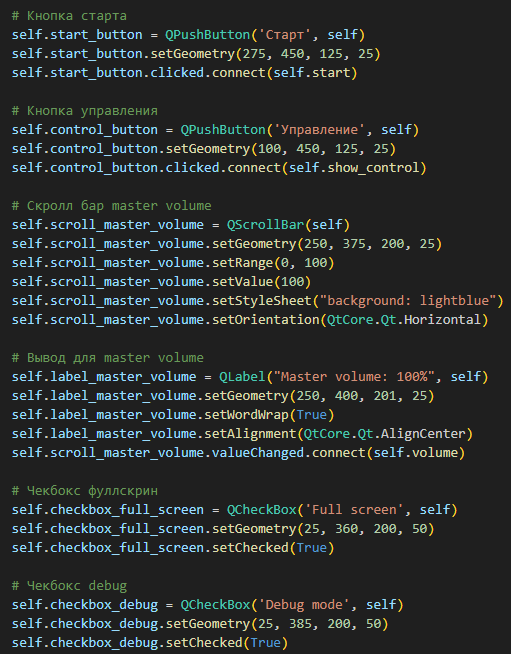 # Кнопка старта
self.start_button = QPushButton('Старт', self)
self.start_button.setGeometry(275, 450, 125, 25)
self.start_button.clicked.connect(self.start)
# Кнопка управления
self.control_button = QPushButton('Управление', self)
self.control_button.setGeometry(100, 450, 125, 25)
self.control_button.clicked.connect(self.show_control)
# Скролл бар master volume
self.scroll_master_volume = QScrollBar(self)
self.scroll_master_volume.setGeometry(250, 375, 200, 25)
self.scroll_master_volume.setRange(0, 100)
self.scroll_master_volume.setValue(100)
self.scroll_master_volume.setStyleSheet("background: lightblue")
self.scroll_master_volume.setOrientation(QtCore.Qt.Horizontal)
# Вывод для master volume
self.label_master_volume = QLabel("Master volume: 100%", self)
self.label_master_volume.setGeometry(250, 400, 201, 25)
self.label_master_volume.setWordWrap(True)
self.label_master_volume.setAlignment(QtCore.Qt.AlignCenter)
self.scroll_master_volume.valueChanged.connect(self.volume)
# Чекбокс фуллскрин
self.checkbox_full_screen = QCheckBox('Full screen', self)
self.checkbox_full_screen.setGeometry(25, 360, 200, 50)
self.checkbox_full_screen.setChecked(True)
# Чекбокс debug
self.checkbox_debug = QCheckBox('Debug mode', self)
self.checkbox_debug.setGeometry(25, 385, 200, 50)
self.checkbox_debug.setChecked(True)